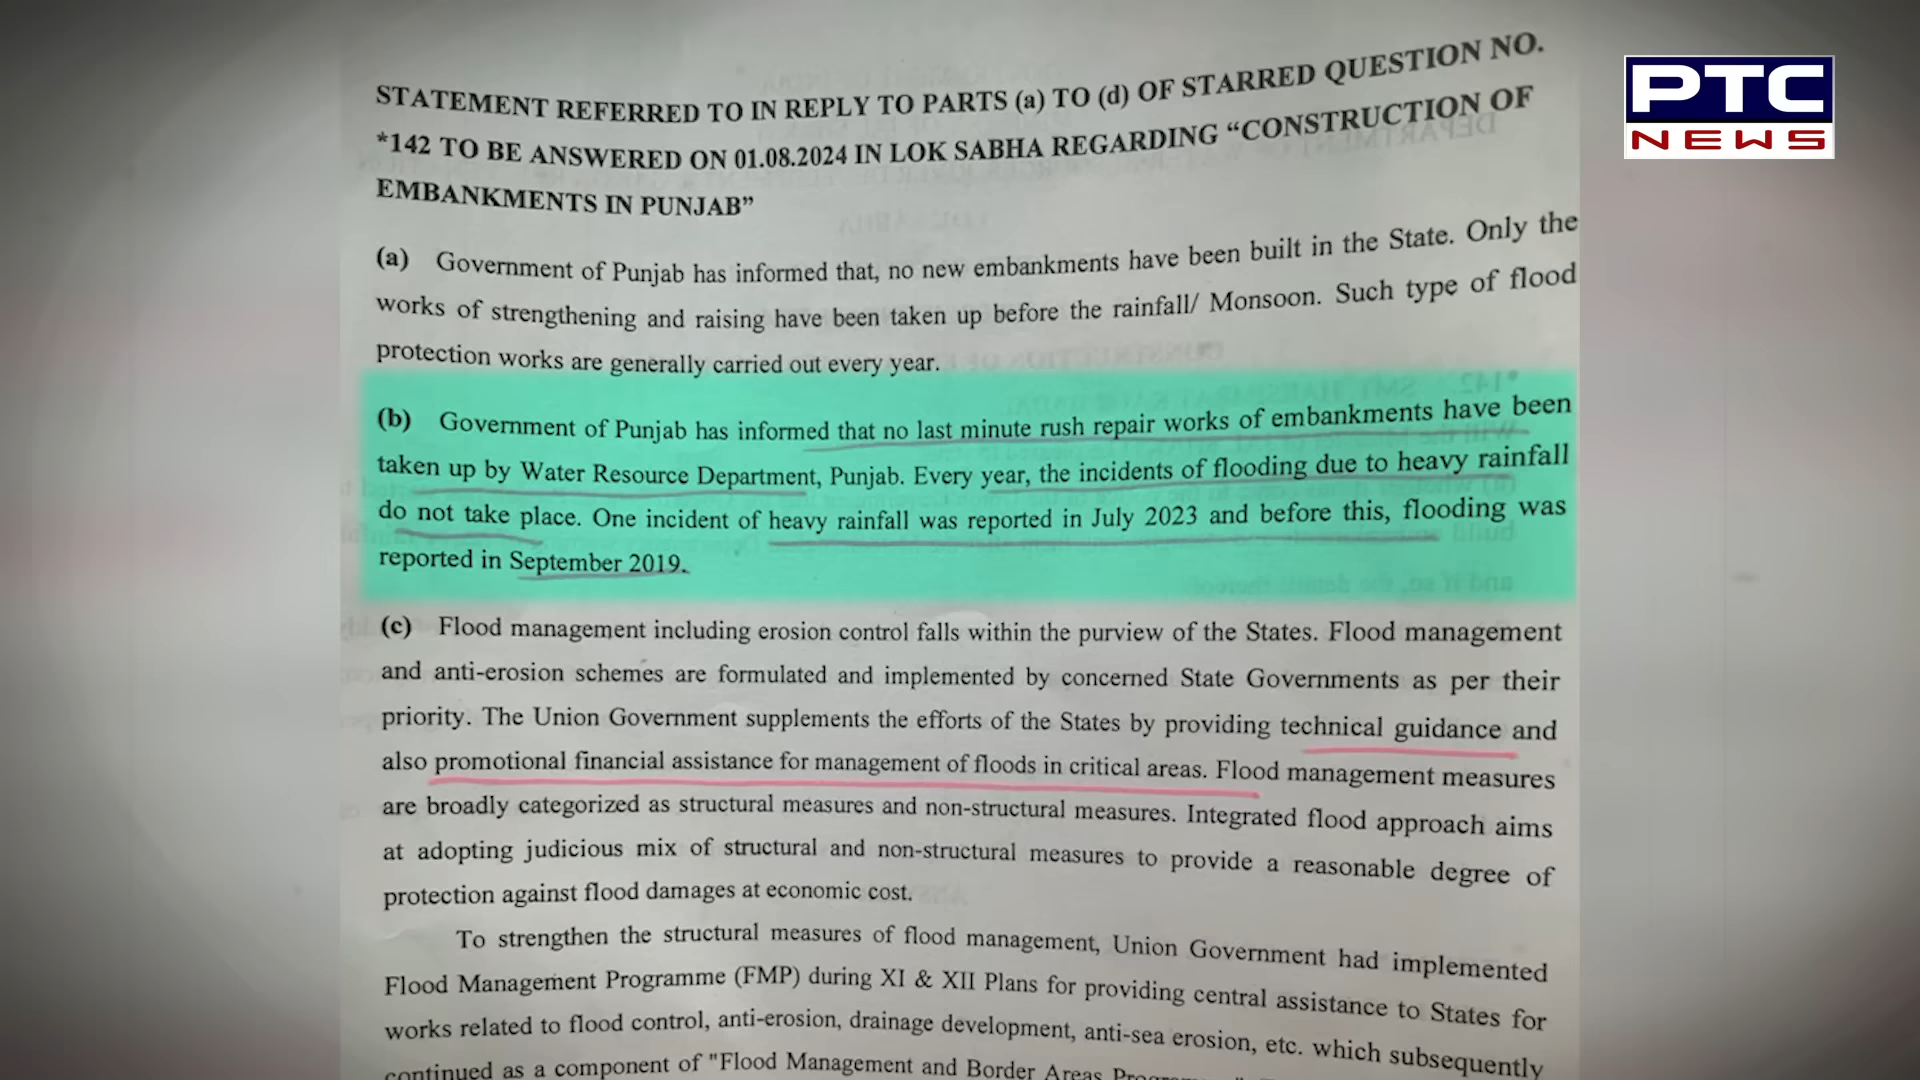 PTC
NEWS
STATEMENT REFERRED TO IN REPLY TO PARTS (a) TO (d) OF STARRED QUESTION NO.
*142 TO BE ANSWERED ON 01.08.2024 IN LOK SABHA REGARDING “CONSTRUCTION OF
EMBANKMENTS IN PUNJAB”
(a) Government of Punjab has informed that, no new embankments have been built in the State. Only the
works of strengthening and raising have been taken up before the rainfall/ Monsoon. Such type of flood
protection works are generally carried out every year.
(b) Government of Punjab has informed that no last minute rush repair works of embankments have been
taken up by Water Resource Department, Punjab. Every year, the incidents of flooding due to heavy rainfall
do not take place. One incident of heavy rainfall was reported in July 2023 and before this, flooding was
reported in September 2019.
(c) Flood management including erosion control falls within the purview of the States. Flood management
and anti-erosion schemes are formulated and implemented by concerned State Governments as per their
priority. The Union Government supplements the efforts of the States by providing technical guidance and
also promotional financial assistance for management of floods in critical areas. Flood management measures
are broadly categorized as structural measures and non-structural measures. Integrated flood approach aims
at adopting judicious mix of structural and non-structural measures to provide a reasonable degree of
protection against flood damages at economic cost.
To strengthen the structural measures of flood management, Union Government had implemented
Flood Management Programme (FMP) during XI & XII Plans for providing central assistance to States for
works related to flood control, anti-erosion, drainage development, anti-sea erosion, etc. which subsequently
continued as a component of "Flood Management and Border Areas